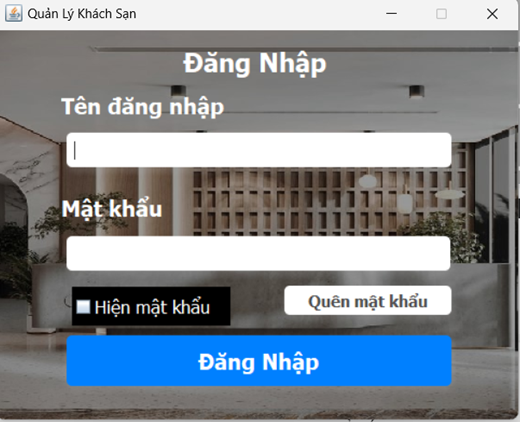 Quản Lý Khách Sạn
Đăng Nhập
Tên đăng nhập
Mật khẩu
Hiện mật khẩu
Quên mật khẩu
Đăng Nhập